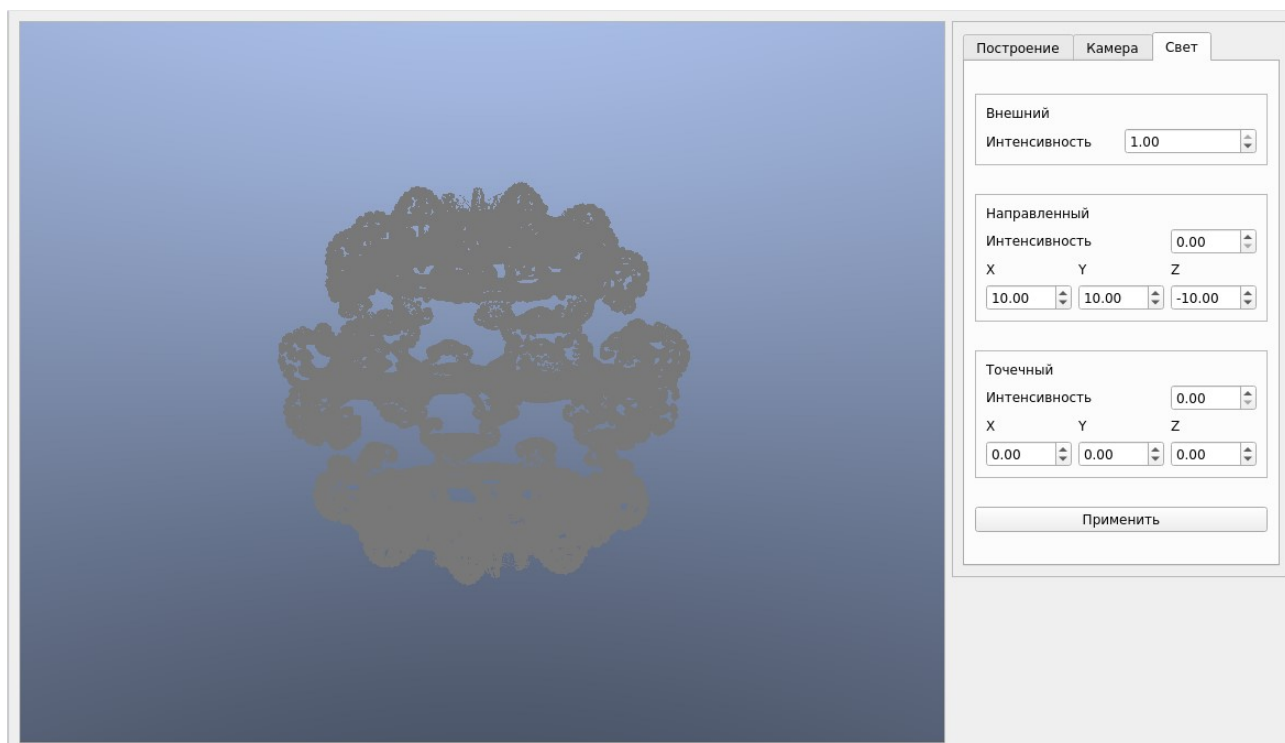 Построение Камера Свет
Внешний
Интенсивность 1.00
Направленный
Интенсивность 0.00
X Y Z
10.00 10.00 -10.00
Точечный
Интенсивность 0.00
X Y Z
0.00 0.00 0.00
Применить